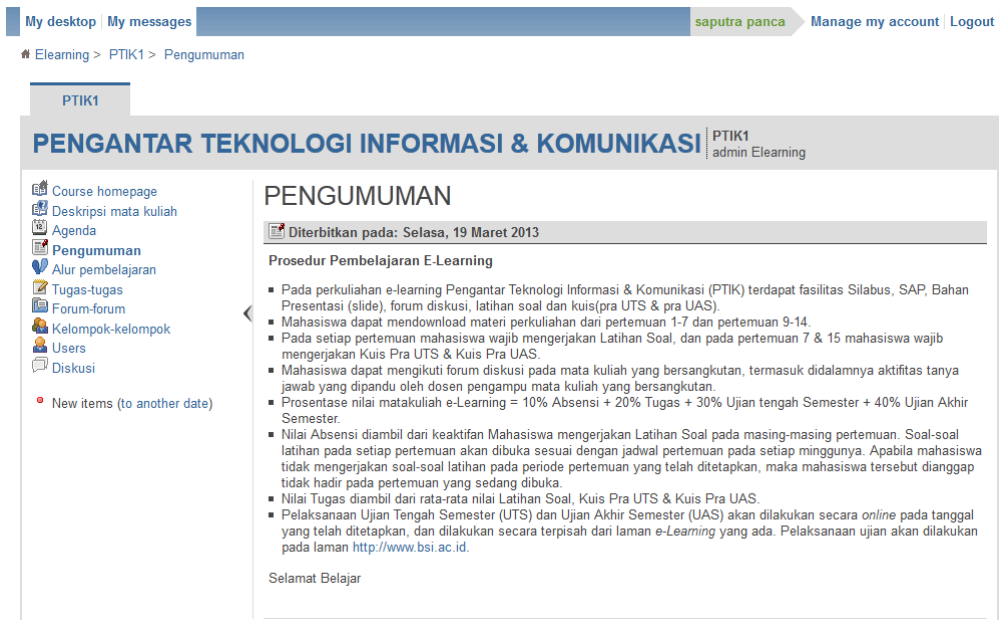 My desktop My messages saputra panca Manage my account Logout
Elearning > PTIK1 > Pengumuman
PTIK1
PENGANTAR TEKNOLOGI INFORMASI & KOMUNIKASI PTIK1
admin Elearning
Course homepage
Deskripsi mata kuliah
Agenda
Pengumuman
Alur pembelajaran
Tugas-tugas
Forum-forum
Kelompok-kelompok
Users
Diskusi
New items (to another date)
PENGUMUMAN
Diterbitkan pada: Selasa, 19 Maret 2013
Prosedur Pembelajaran E-Learning
Pada perkuliahan e-learning Pengantar Teknologi Informasi & Komunikasi (PTIK) terdapat fasilitas Silabus, SAP, Bahan
Presentasi (slide), forum diskusi, latihan soal dan kuis(pra UTS & pra UAS).
Mahasiswa dapat mendownload materi perkuliahan dari pertemuan 1-7 dan pertemuan 9-14.
Pada setiap pertemuan mahasiswa wajib mengerjakan Latihan Soal, dan pada pertemuan 7 & 15 mahasiswa wajib
mengerjakan Kuis Pra UTS & Kuis Pra UAS.
Mahasiswa dapat mengikuti forum diskusi pada mata kuliah yang bersangkutan, termasuk didalamnya aktifitas tanya
jawab yang dipandu oleh dosen pengampu mata kuliah yang bersangkutan.
Prosentase nilai matakuliah e-Learning = 10% Absensi + 20% Tugas + 30% Ujian tengah Semester + 40% Ujian Akhir
Semester.
Nilai Absensi diambil dari keaktifan Mahasiswa mengerjakan Latihan Soal pada masing-masing pertemuan. Soal-soal
latihan pada setiap pertemuan akan dibuka sesuai dengan jadwal pertemuan pada setiap minggunya. Apabila mahasiswa
tidak mengerjakan soal-soal latihan pada periode pertemuan yang telah ditetapkan, maka mahasiswa tersebut dianggap
tidak hadir pada pertemuan yang sedang dibuka.
Nilai Tugas diambil dari rata-rata nilai Latihan Soal, Kuis Pra UTS & Kuis Pra UAS.
Pelaksanaan Ujian Tengah Semester (UTS) dan Ujian Akhir Semester (UAS) akan dilakukan secara online pada tanggal
yang telah ditetapkan, dan dilakukan secara terpisah dari laman e-Learning yang ada. Pelaksanaan ujian akan dilakukan
pada laman http://www.bsi.ac.id.
Selamat Belajar